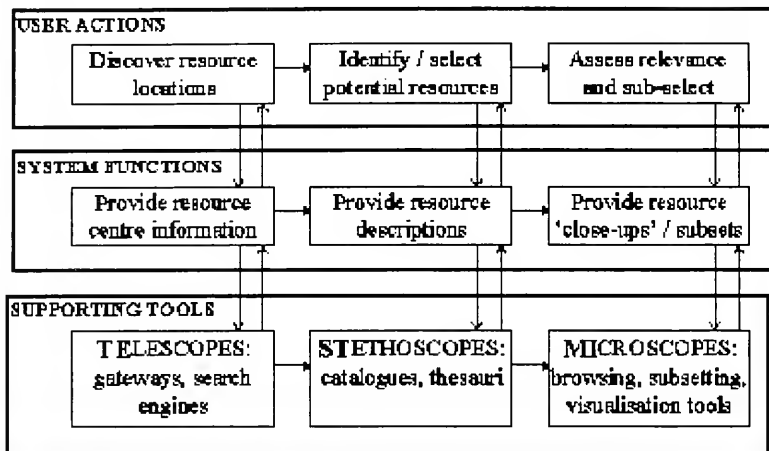 USER ACTIONS
Discover resource
locations
Identify / select
potential resources
Assess relevance
and sub-select
SYSTEM FUNCTIONS
Provide resource
centre information
Provide resource
descriptions
Provide resource
‘close-ups’ / subsets
SUPPORTING TOOLS
TELESCOPES:
gateways, search
engines
STETHOSCOPES:
catalogues, thesauri
MICROSCOPES:
browsing, subsetting,
visualisation tools